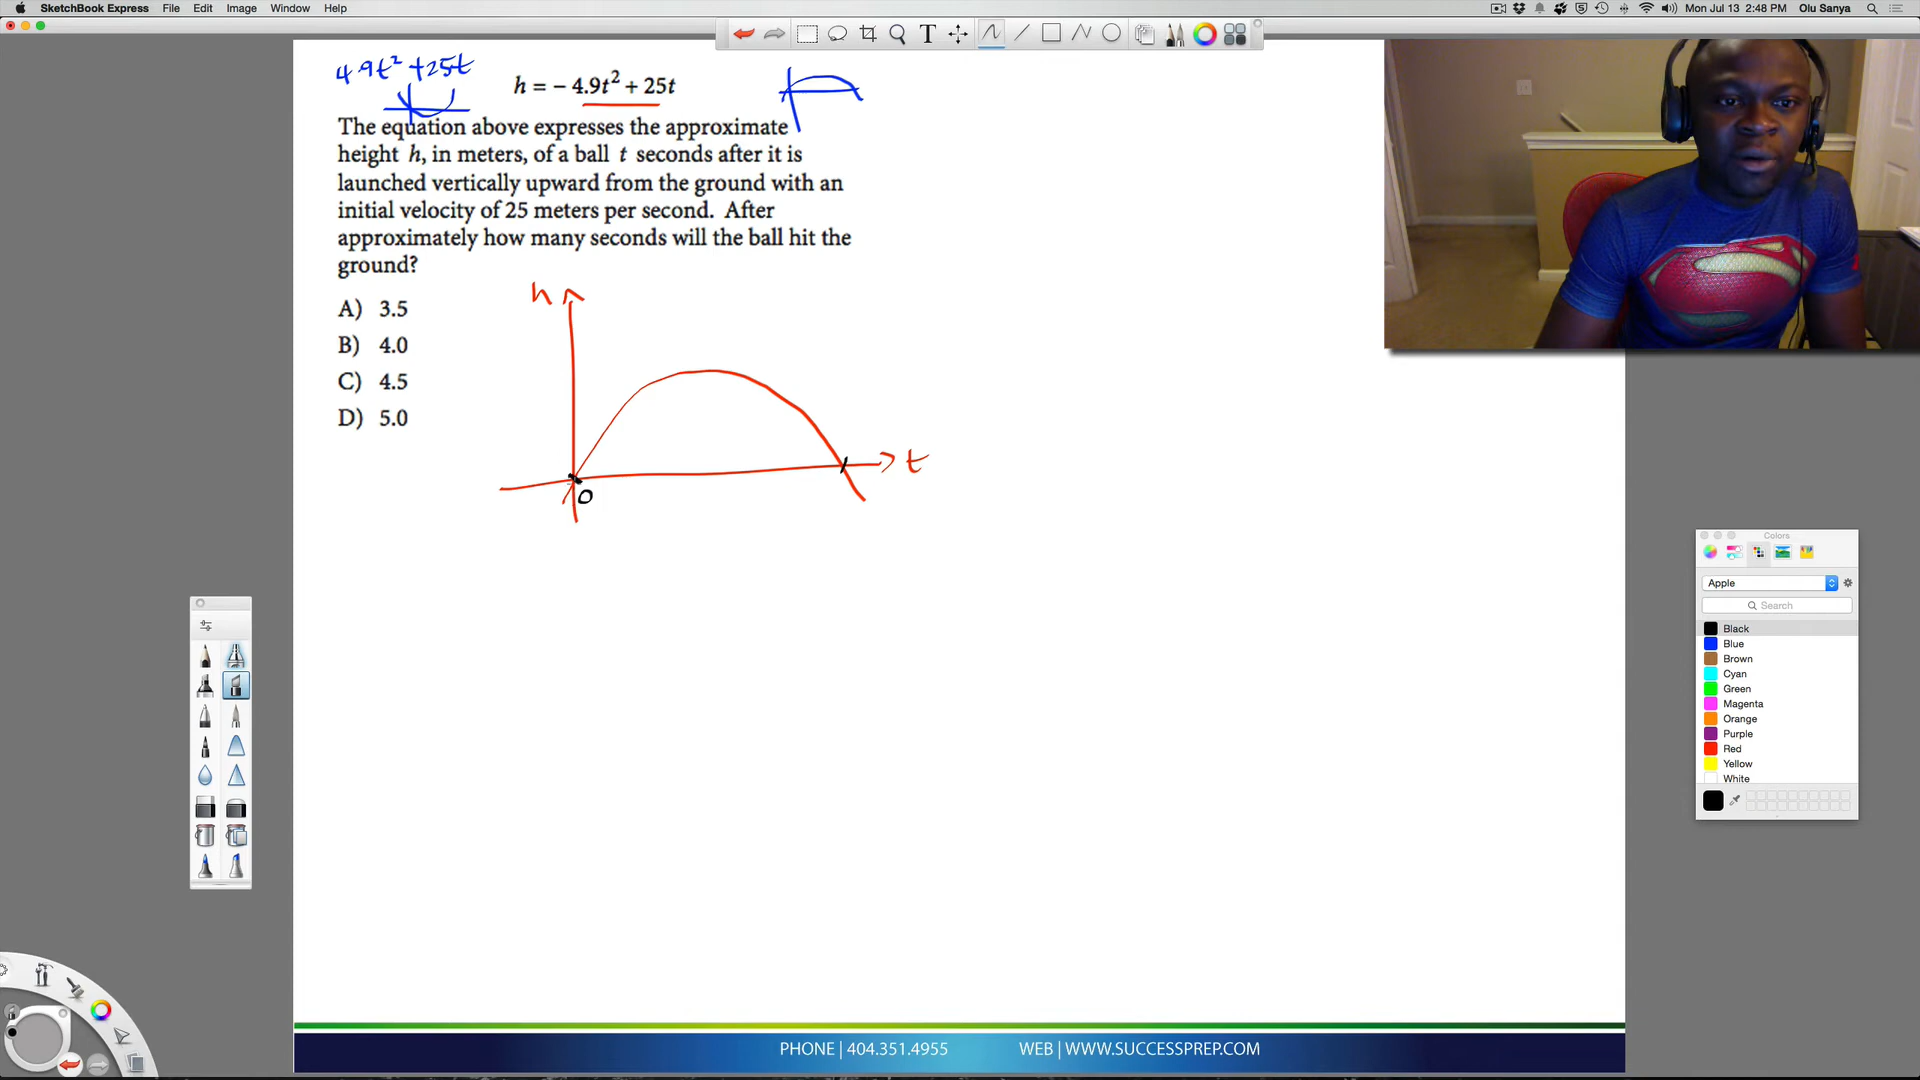 SketchBook Express File Edit Image Window Help Mon Jul 13 2:48 PM Olu Sanya
T
4.9t² + 25t
h = − 4.9t² + 25t
The equation above expresses the approximate
height h, in meters, of a ball t seconds after it is
launched vertically upward from the ground with an
initial velocity of 25 meters per second. After
approximately how many seconds will the ball hit the
ground?
A) 3.5
B) 4.0
C) 4.5
D) 5.0
h
t
0
Colors
Apple
Search
Black
Blue
Brown
Cyan
Green
Magenta
Orange
Purple
Red
Yellow
White
PHONE | 404.351.4955 WEB | WWW.SUCCESSPREP.COM